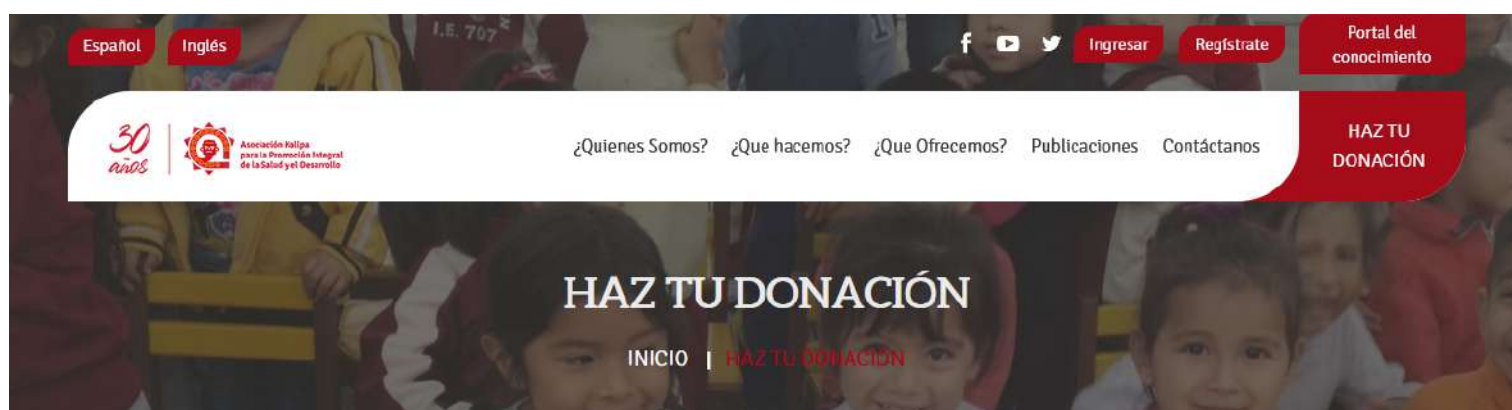 Español
Inglés
I.E. 707
Ingresar
Regístrate
Portal del
conocimiento
30
años
Asociación Kallpa
para la Promoción Integral
de la Salud y el Desarrollo
¿Quienes Somos?
¿Que hacemos?
¿Que Ofrecemos?
Publicaciones
Contáctanos
HAZ TU
DONACIÓN
HAZ TU DONACIÓN
INICIO | HAZ TU DONACIÓN